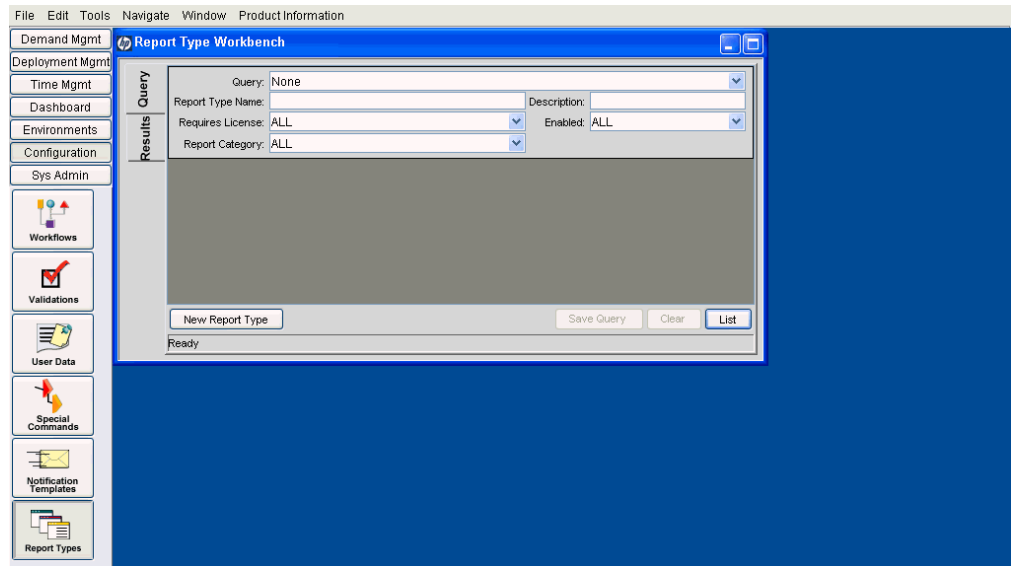 File Edit Tools Navigate Window Product Information
Demand Mgmt
Deployment Mgmt
Time Mgmt
Dashboard
Environments
Configuration
Sys Admin
Workflows
Validations
User Data
Special
Commands
Notification
Templates
Report Types
hp Report Type Workbench
Query
Results
Query: None
Report Type Name: Description:
Requires License: ALL Enabled: ALL
Report Category: ALL
New Report Type Save Query Clear List
Ready